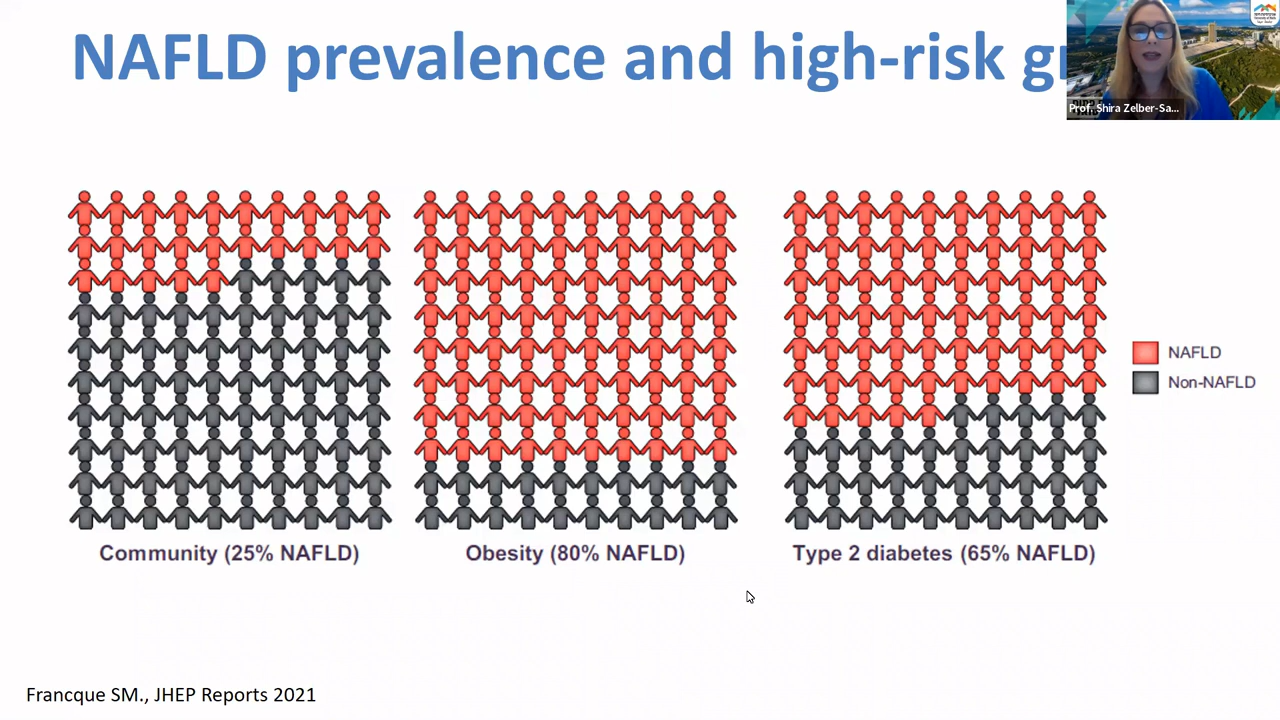 NAFLD prevalence and high-risk gr
Prof. Shira Zelber-Sa...
NAFLD
Non-NAFLD
Community (25% NAFLD)
Obesity (80% NAFLD)
Type 2 diabetes (65% NAFLD)
Francque SM., JHEP Reports 2021